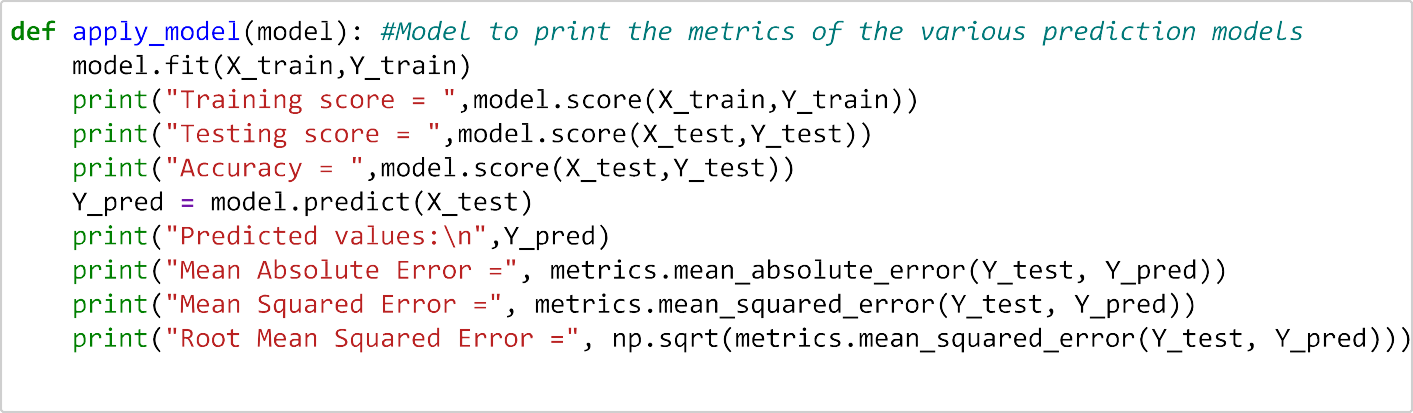 def apply_model(model): #Model to print the metrics of the various prediction models
    model.fit(X_train,Y_train)
    print("Training score = ",model.score(X_train,Y_train))
    print("Testing score = ",model.score(X_test,Y_test))
    print("Accuracy = ",model.score(X_test,Y_test))
    Y_pred = model.predict(X_test)
    print("Predicted values:\n",Y_pred)
    print("Mean Absolute Error =", metrics.mean_absolute_error(Y_test, Y_pred))
    print("Mean Squared Error =", metrics.mean_squared_error(Y_test, Y_pred))
    print("Root Mean Squared Error =", np.sqrt(metrics.mean_squared_error(Y_test, Y_pred)))